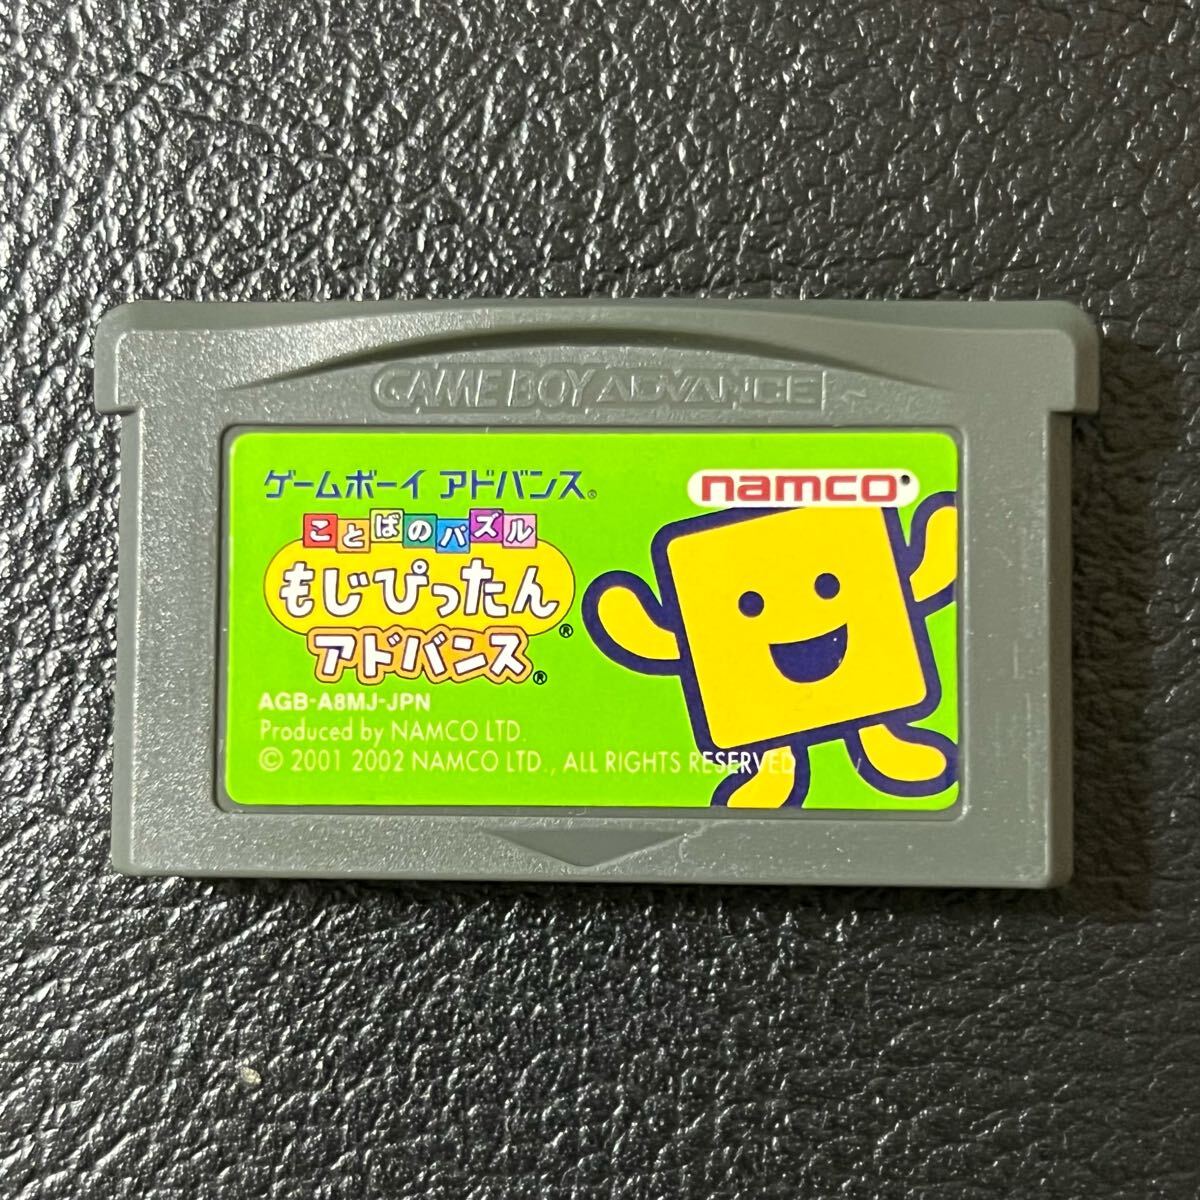 GAME BOY ADVANCE
ゲームボーイ アドバンス®
namco®
ことばのパズル
もじぴったん®
アドバンス®
AGB-A8MJ-JPN
Produced by NAMCO LTD.
© 2001 2002 NAMCO LTD., ALL RIGHTS RESERVED